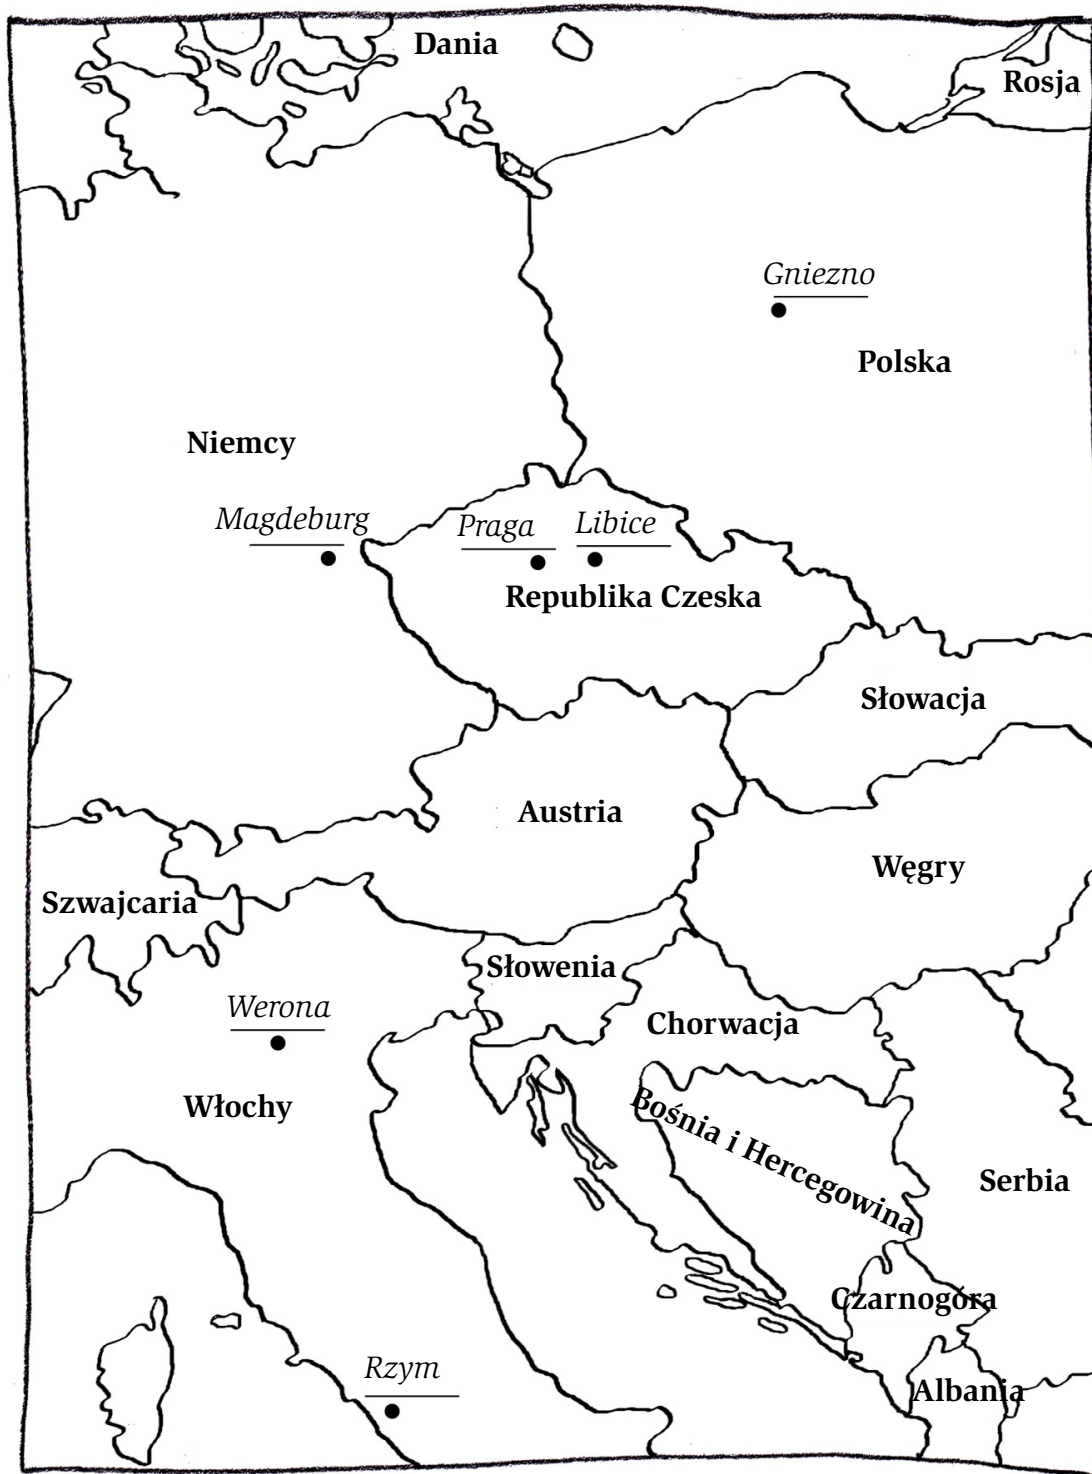 Dania
Rosja
Gniezno
Polska
Niemcy
Magdeburg
Praga
Libice
Republika Czeska
Słowacja
Austria
Węgry
Szwajcaria
Słowenia
Werona
Chorwacja
Włochy
Bośnia i Hercegowina
Serbia
Czarnogóra
Rzym
Albania